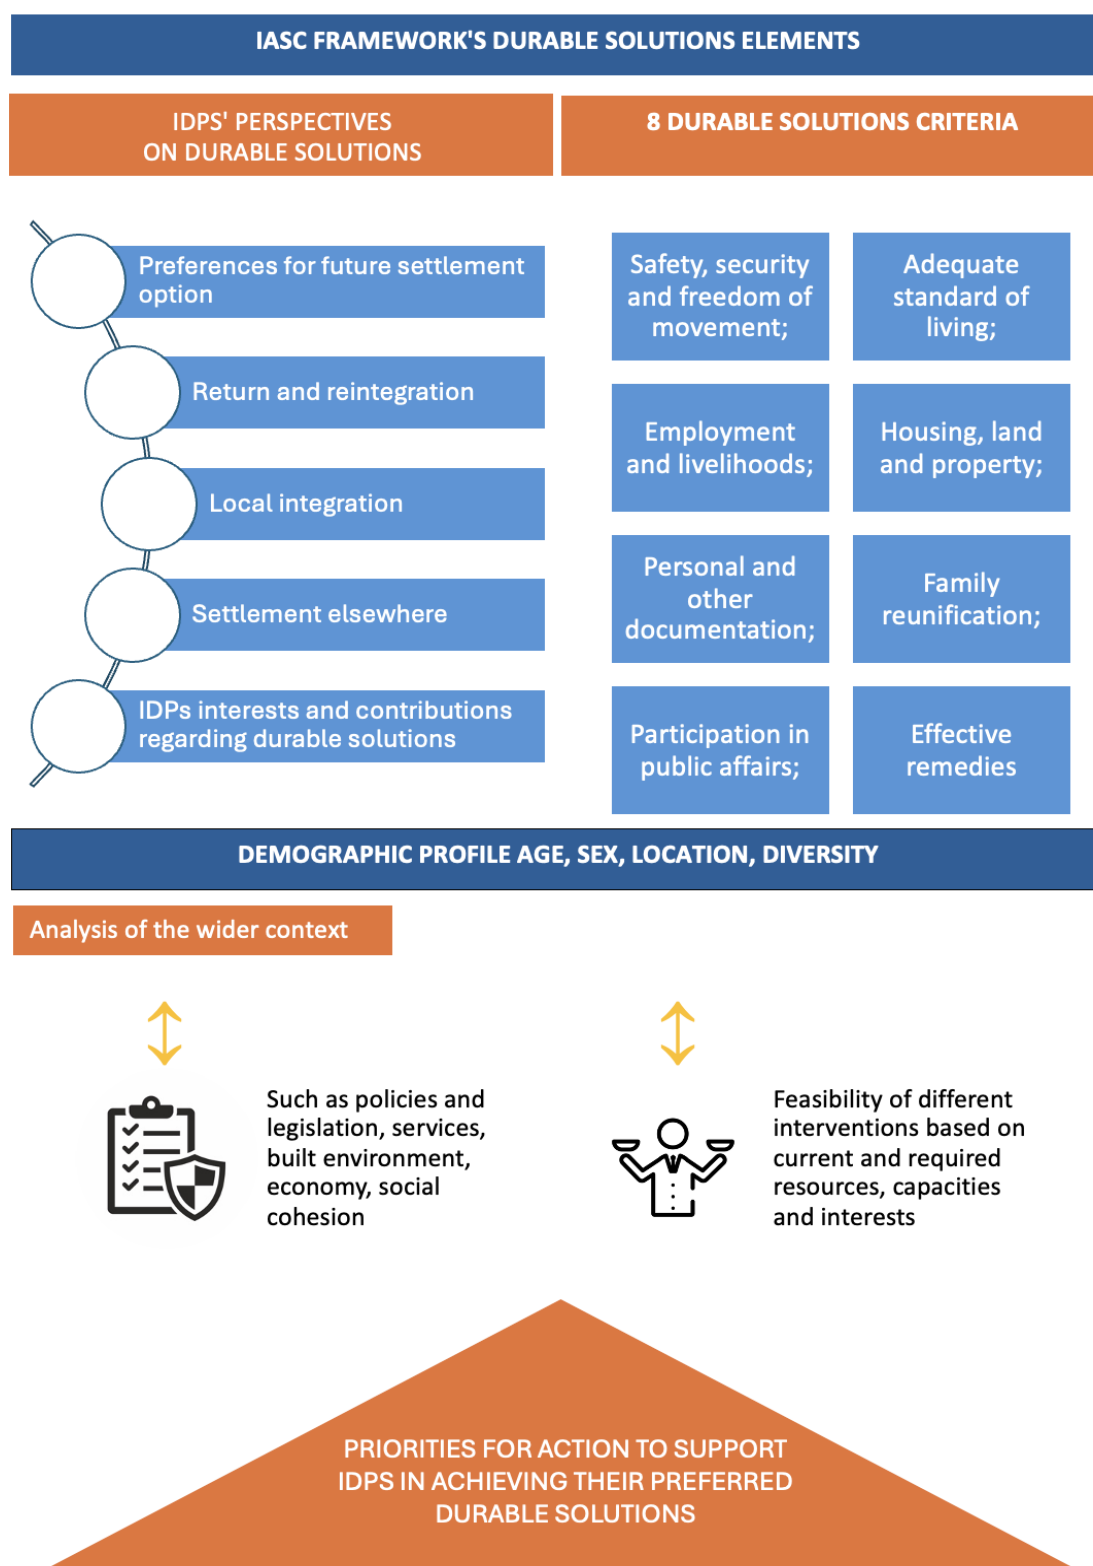 IASC FRAMEWORK'S DURABLE SOLUTIONS ELEMENTS
IDPS' PERSPECTIVES
ON DURABLE SOLUTIONS
Preferences for future settlement
option
Return and reintegration
Local integration
Settlement elsewhere
IDPs interests and contributions
regarding durable solutions
8 DURABLE SOLUTIONS CRITERIA
Safety, security
and freedom of
movement;
Adequate
standard of
living;
Employment
and livelihoods;
Housing, land
and property;
Personal and
other
documentation;
Family
reunification;
Participation in
public affairs;
Effective
remedies
DEMOGRAPHIC PROFILE AGE, SEX, LOCATION, DIVERSITY
Analysis of the wider context
Such as policies and
legislation, services,
built environment,
economy, social
cohesion
Feasibility of different
interventions based on
current and required
resources, capacities
and interests
PRIORITIES FOR ACTION TO SUPPORT
IDPS IN ACHIEVING THEIR PREFERRED
DURABLE SOLUTIONS